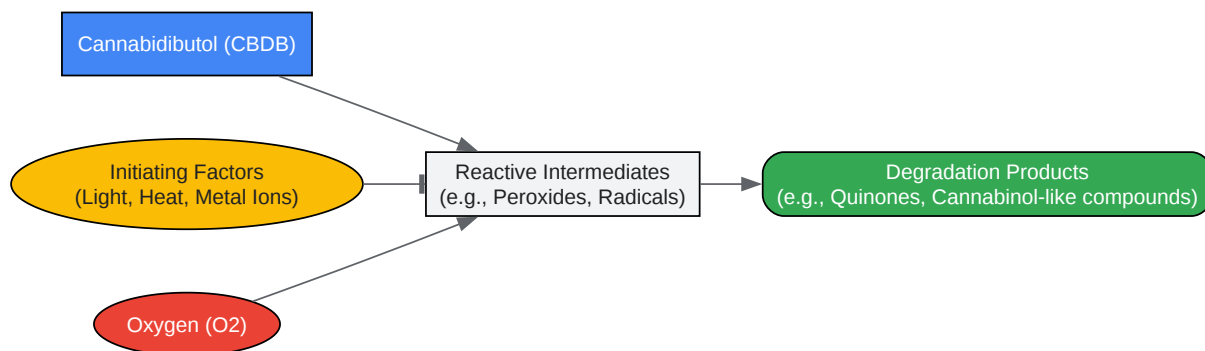 Cannabidibutol (CBDB)
Initiating Factors
(Light, Heat, Metal Ions)
Oxygen (O2)
Reactive Intermediates
(e.g., Peroxides, Radicals)
Degradation Products
(e.g., Quinones, Cannabinol-like compounds)